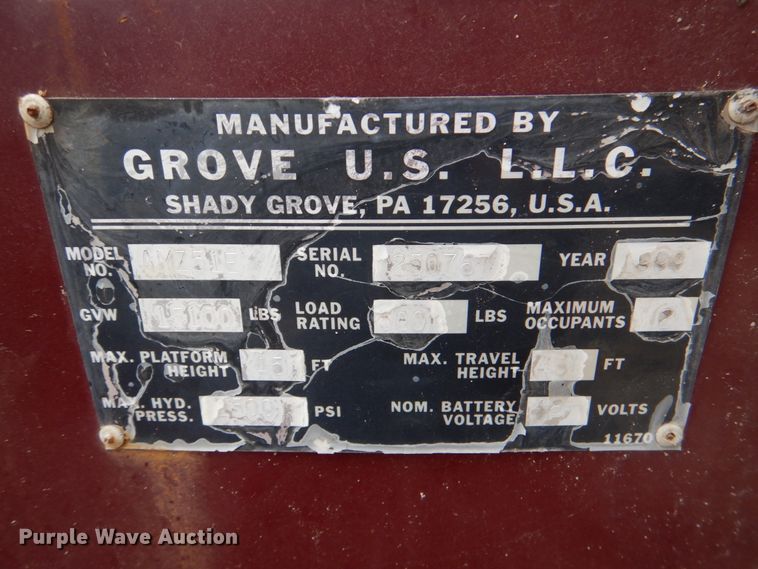 MANUFACTURED BY
GROVE U.S. L.L.C.
SHADY GROVE, PA 17256, U.S.A.
MODEL NO. SERIAL NO. YEAR
GVW LBS LOAD RATING LBS MAXIMUM OCCUPANTS
MAX. PLATFORM HEIGHT FT MAX. TRAVEL HEIGHT FT
MAX. HYD. PRESS. PSI NOM. BATTERY VOLTAGE VOLTS
11670
Purple Wave Auction